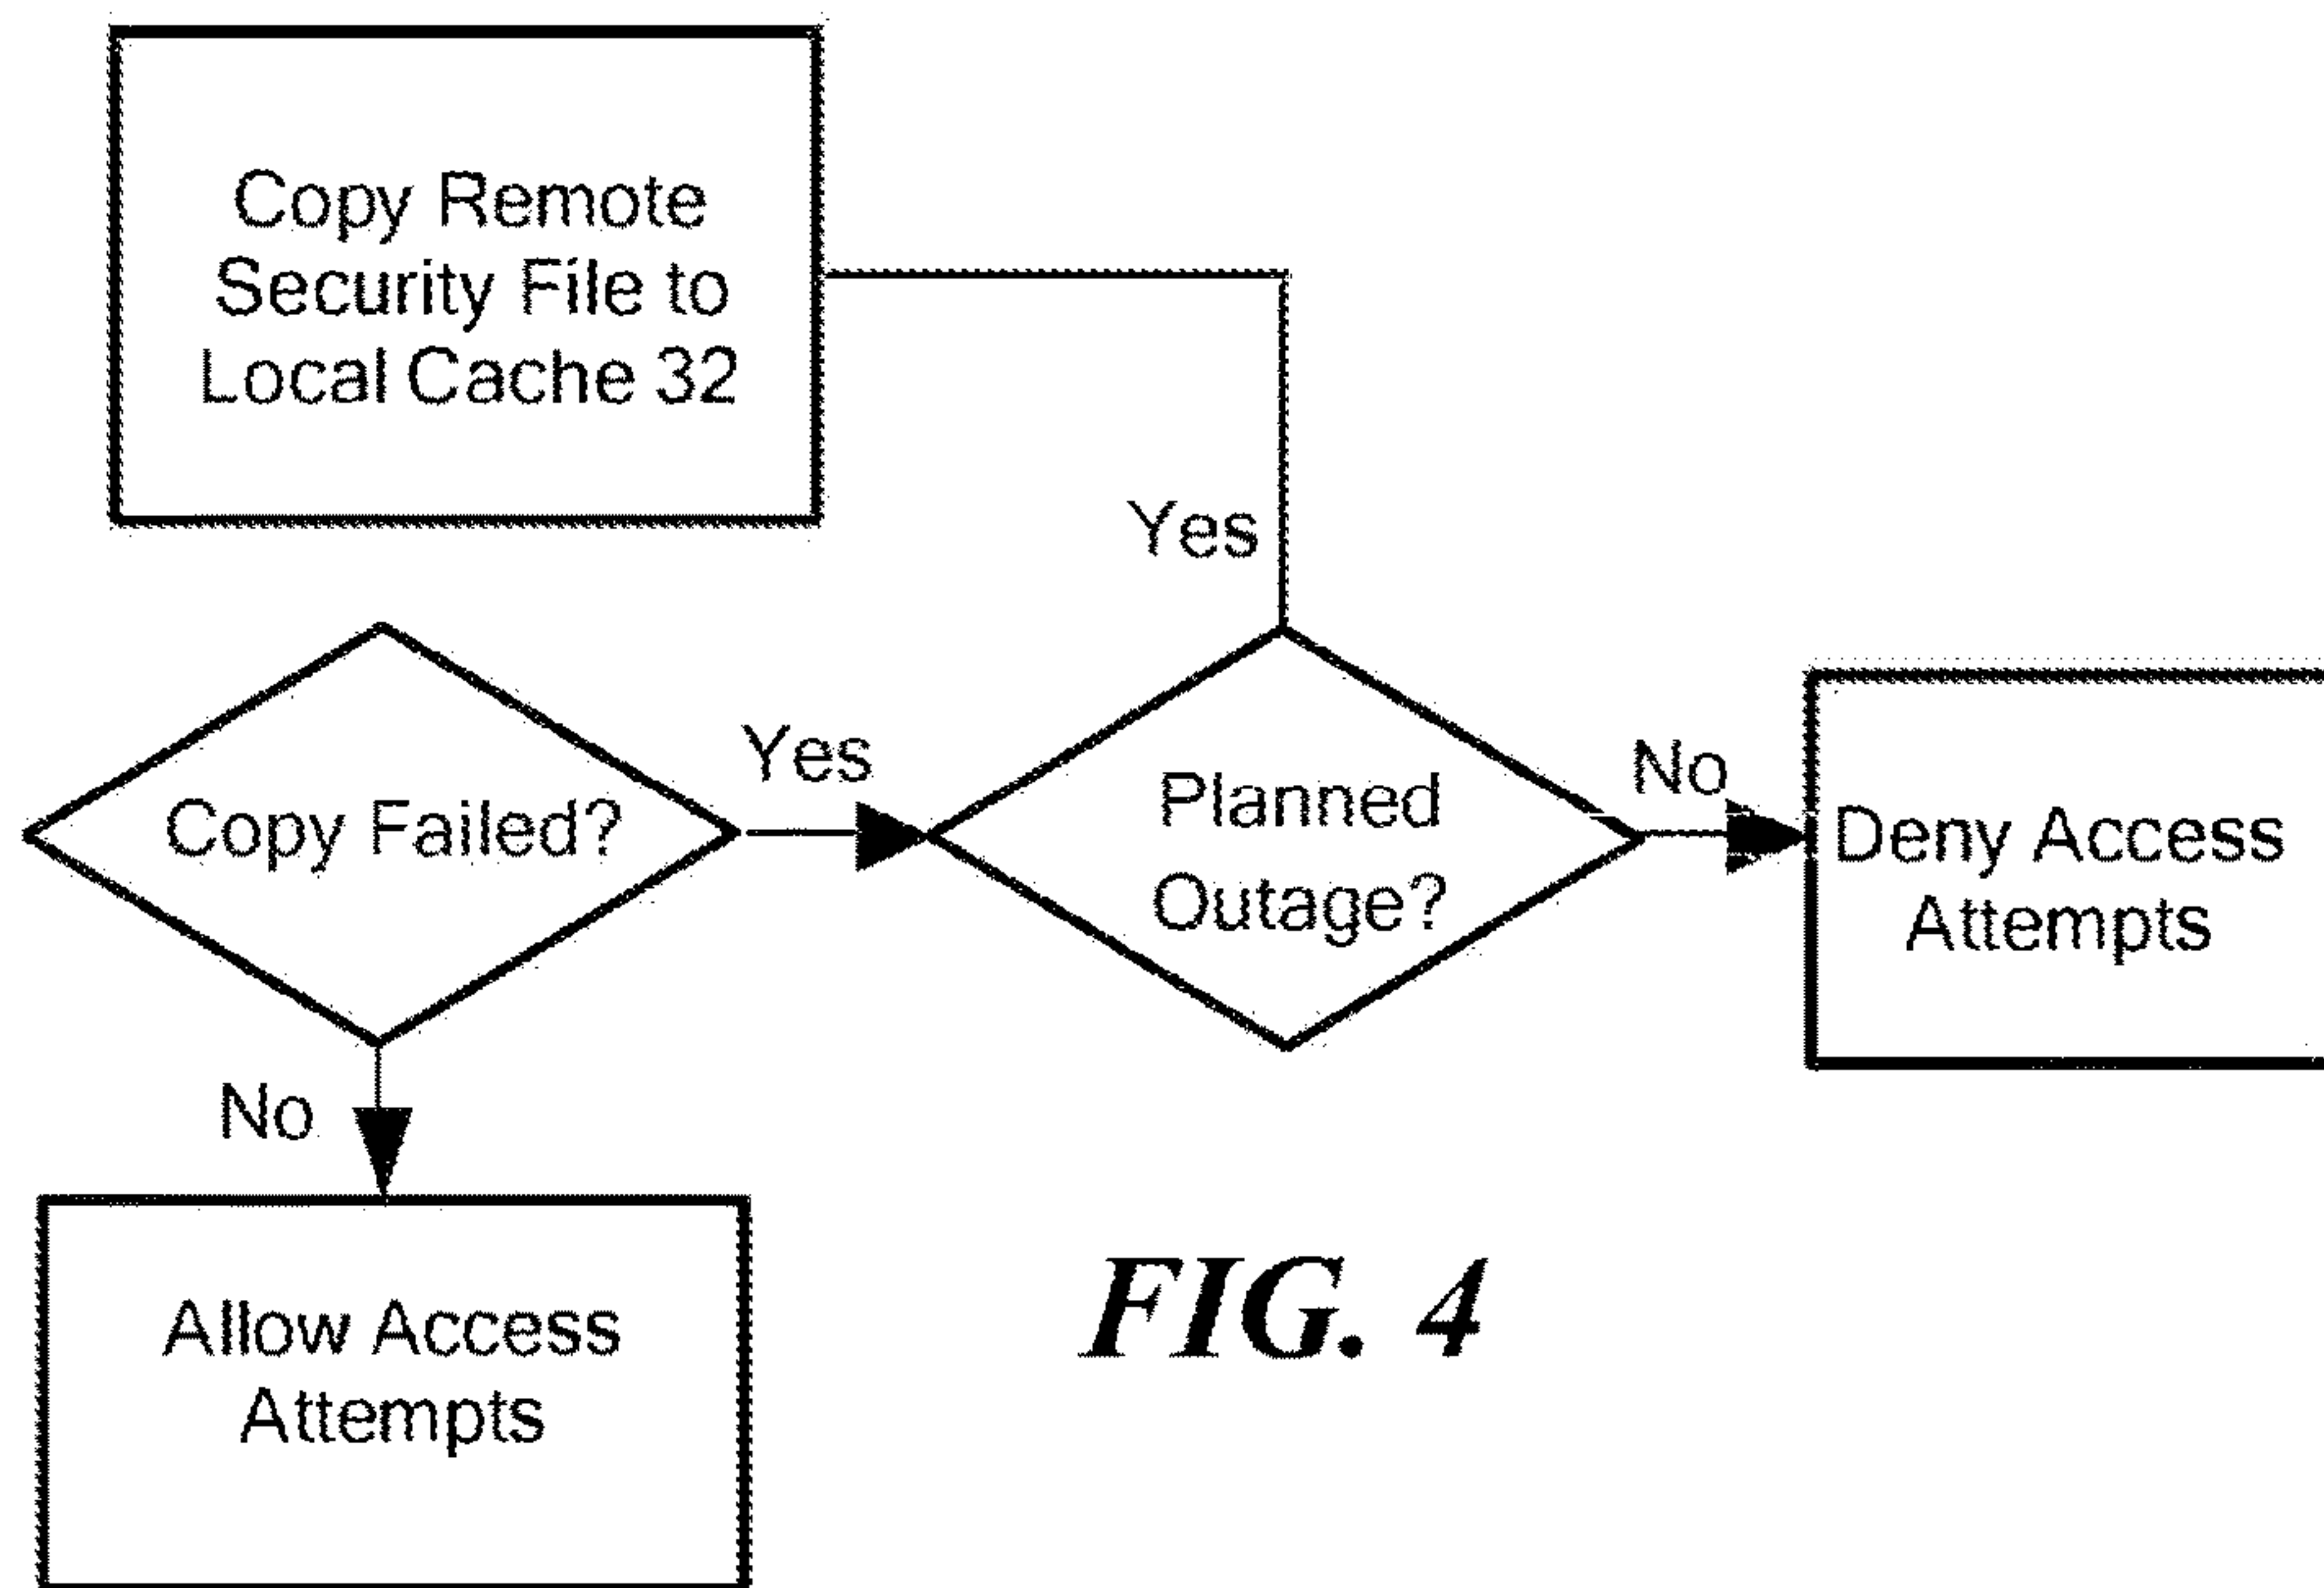 Copy Remote
Security File to
Local Cache 32
Yes
Copy Failed?
Yes
Planned
Outage?
No
Deny Access
Attempts
No
Allow Access
Attempts
FIG. 4